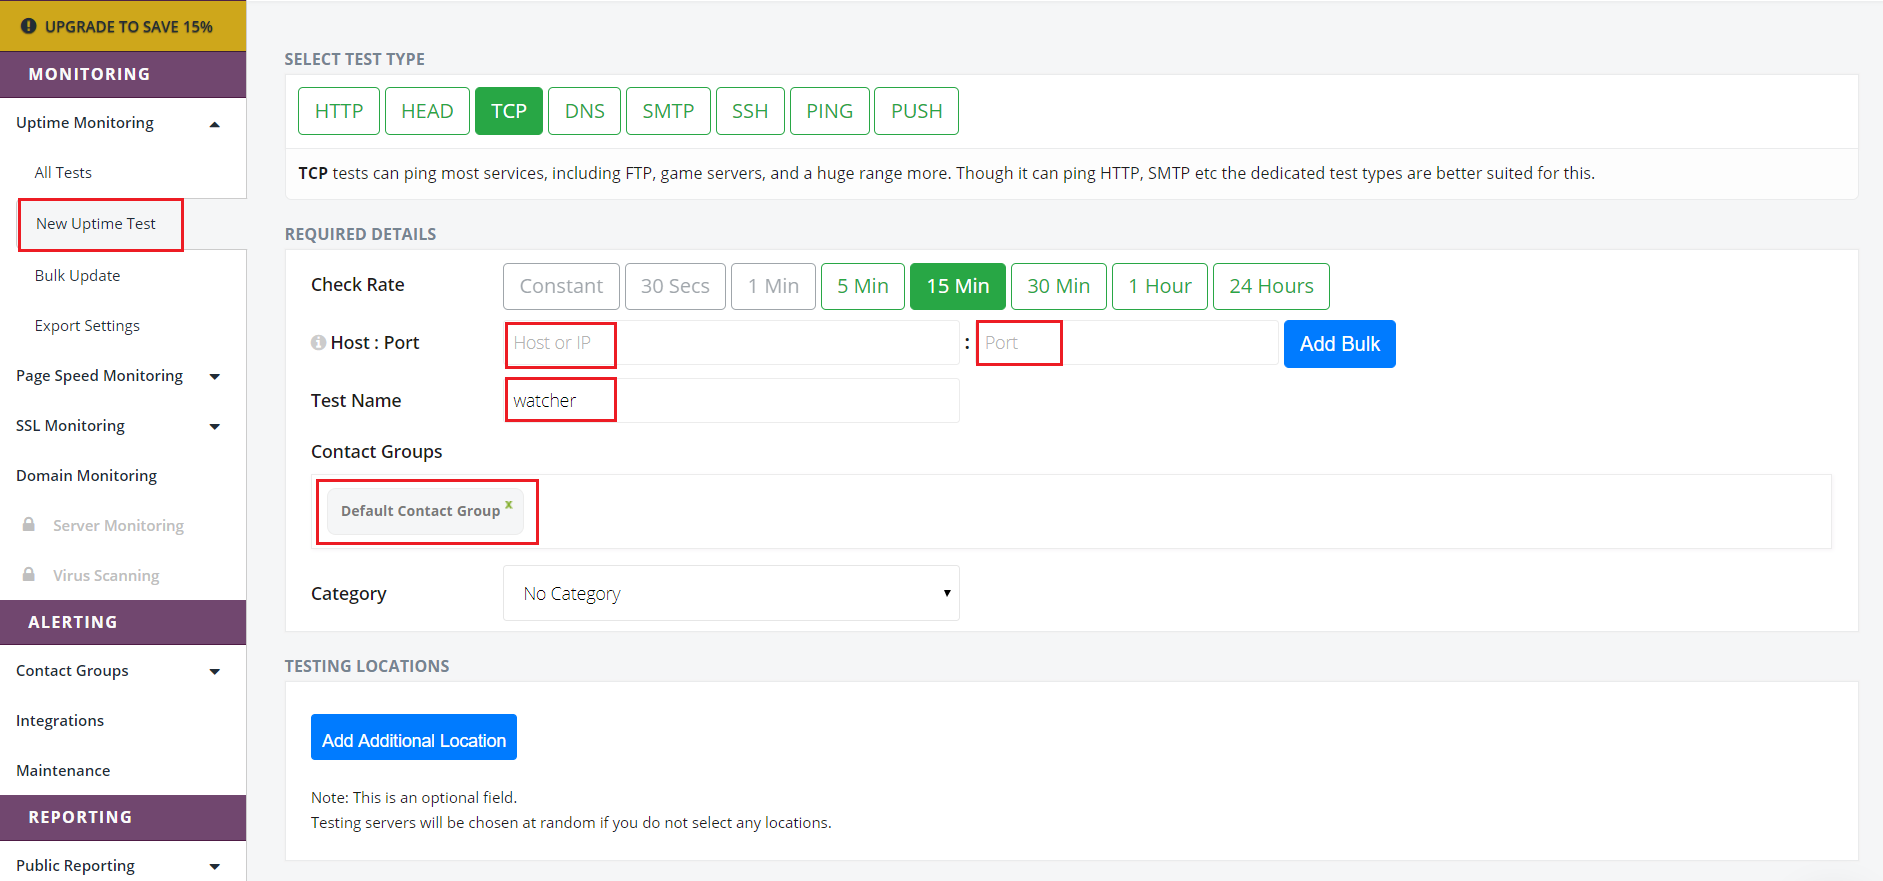 UPGRADE TO SAVE 15%
MONITORING
Uptime Monitoring
All Tests
New Uptime Test
Bulk Update
Export Settings
Page Speed Monitoring
SSL Monitoring
Domain Monitoring
Server Monitoring
Virus Scanning
ALERTING
Contact Groups
Integrations
Maintenance
REPORTING
Public Reporting
SELECT TEST TYPE
HTTP HEAD TCP DNS SMTP SSH PING PUSH
TCP tests can ping most services, including FTP, game servers, and a huge range more. Though it can ping HTTP, SMTP etc the dedicated test types are better suited for this.
REQUIRED DETAILS
Check Rate Constant 30 Secs 1 Min 5 Min 15 Min 30 Min 1 Hour 24 Hours
Host : Port Host or IP : Port Add Bulk
Test Name watcher
Contact Groups
Default Contact Group x
Category No Category
TESTING LOCATIONS
Add Additional Location
Note: This is an optional field.
Testing servers will be chosen at random if you do not select any locations.